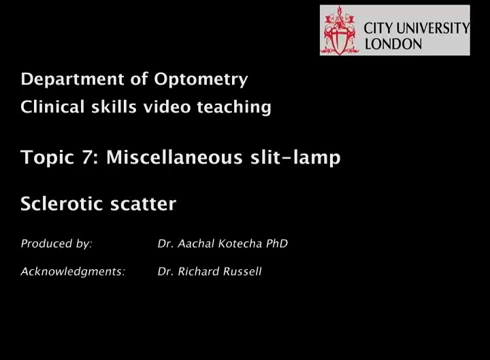 CITY UNIVERSITY
LONDON
Department of Optometry
Clinical skills video teaching
Topic 7: Miscellaneous slit-lamp
Sclerotic scatter
Produced by: Dr. Aachal Kotecha PhD
Acknowledgments: Dr. Richard Russell